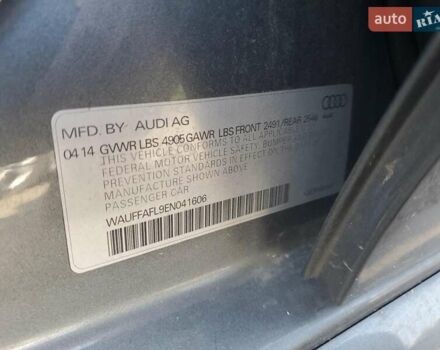 AUTO
RIA
MFD. BY AUDI AG
04 14 GVWR LBS 4905 GAWR LBS FRONT 2491/REAR
THIS VEHICLE CONFORMS TO ALL APPLICABLE
FEDERAL MOTOR VEHICLE SAFETY, BUMPER AND THEFT
PREVENTION STANDARDS IN EFFECT ON THE DATE OF
MANUFACTURE SHOWN ABOVE.
PASSENGER CAR
WAUFFAFL9EN041606